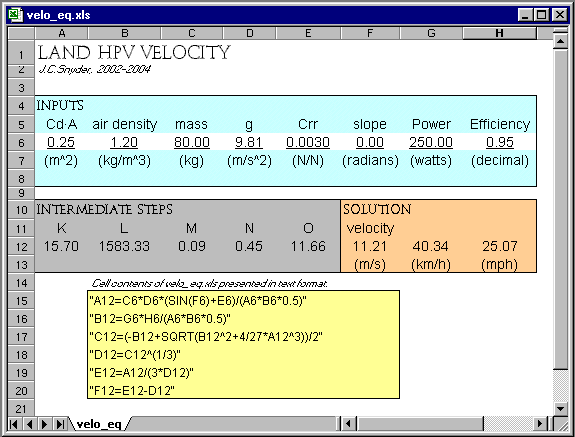 velo_eq.xls
A B C D E F G H
1 LAND HPV VELOCITY
2 J.C.Snyder, 2002-2004
3
4 INPUTS
5 Cd·A air density mass g Crr slope Power Efficiency
6 0.25 1.20 80.00 9.81 0.0030 0.00 250.00 0.95
7 (m^2) (kg/m^3) (kg) (m/s^2) (N/N) (radians) (watts) (decimal)
8
9
10 INTERMEDIATE STEPS SOLUTION
11 K L M N O velocity
12 15.70 1583.33 0.09 0.45 11.66 11.21 40.34 25.07
13 (m/s) (km/h) (mph)
14 Cell contents of velo_eq.xls presented in text format.
15 "A12=C6*D6*(SIN(F6)+E6)/(A6*B6*0.5)"
16 "B12=G6*H6/(A6*B6*0.5)"
17 "C12=(-B12+SQRT(B12^2+4/27*A12^3))/2"
18 "D12=C12^(1/3)"
19 "E12=A12/(3*D12)"
20 "F12=E12-D12"
21
velo_eq